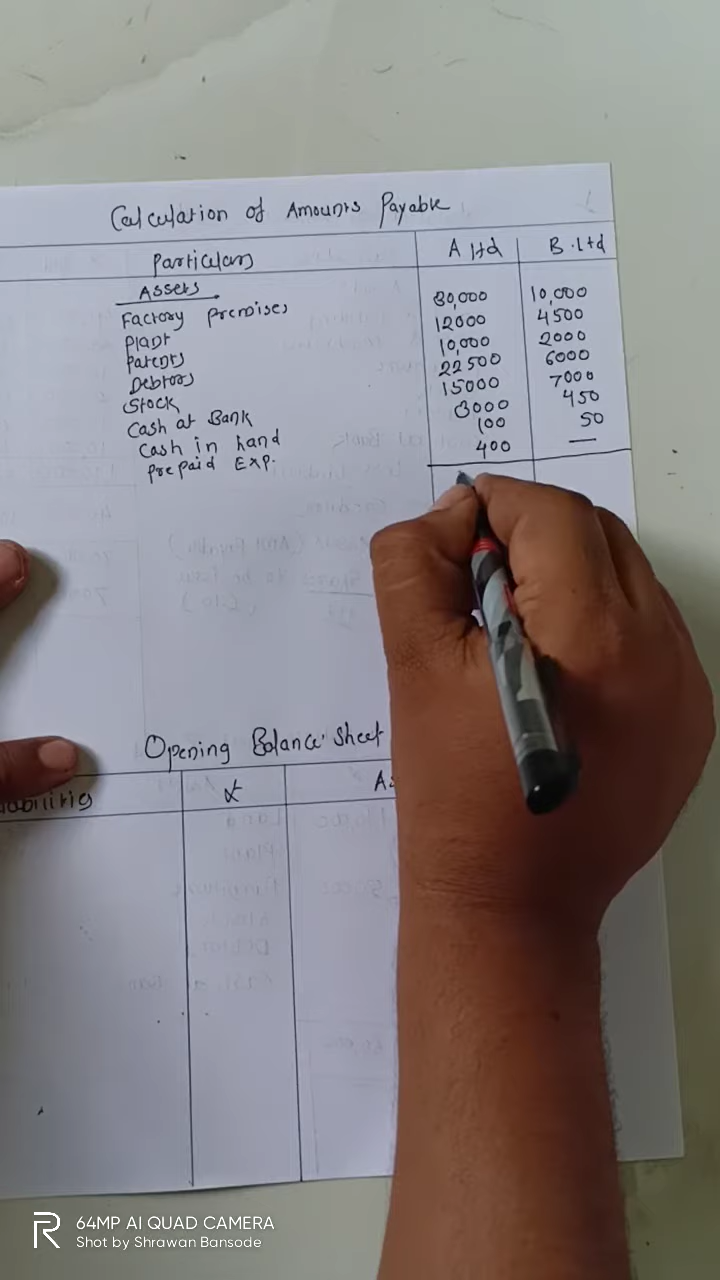 Calculation of Amounts Payable
Particulars A ltd B.ltd
Assets
Factory premises 30,000 10,000
Plant 12000 4500
Patents 10,000 2000
Debtors 22500 6000
Stock 15000 7000
Cash at Bank 3000 450
Cash in hand 100 50
prepaid Exp. 400 —
Opening Balance Sheet
64MP AI QUAD CAMERA
Shot by Shrawan Bansode